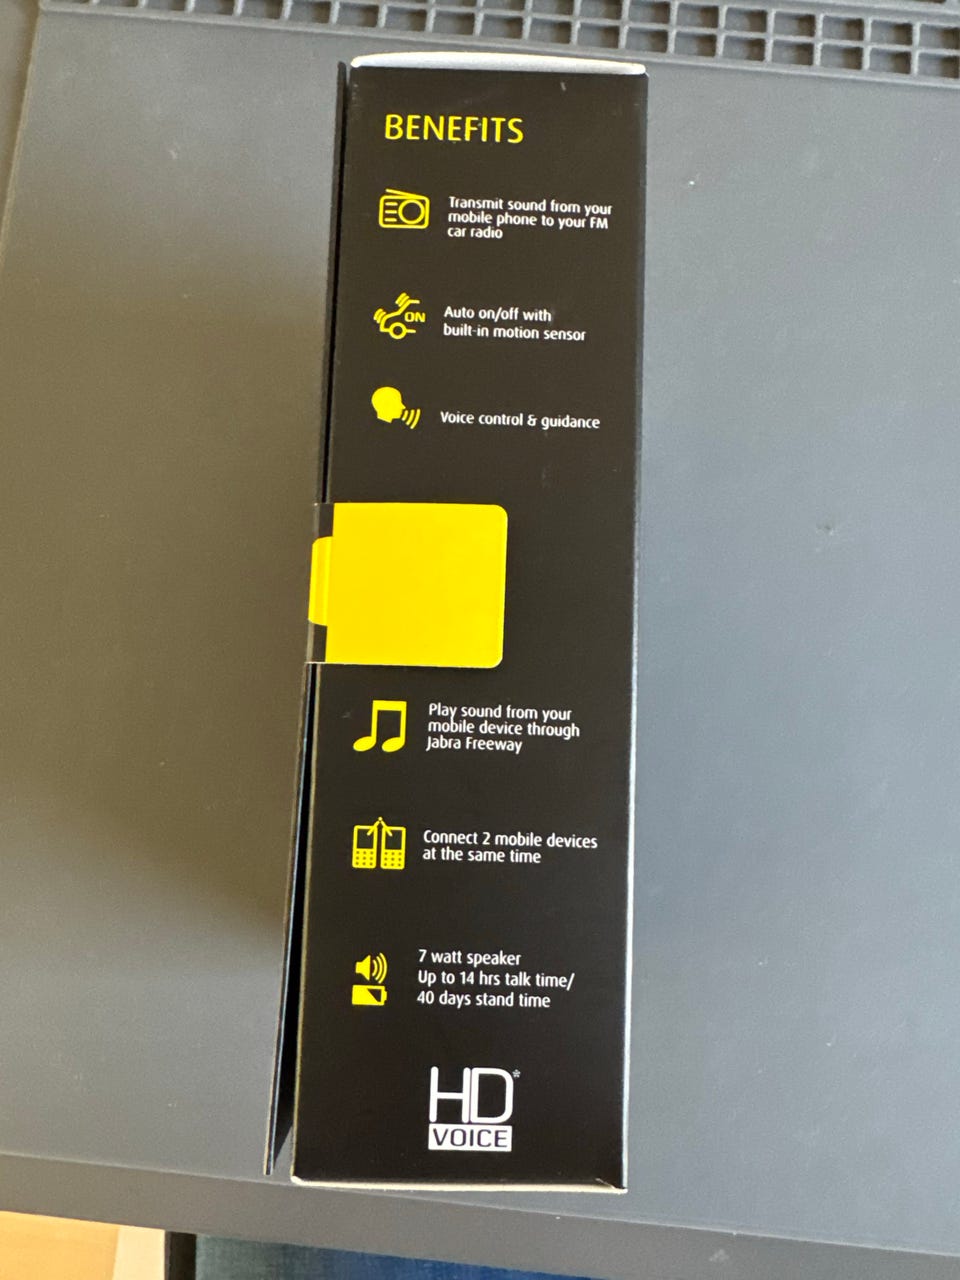 BENEFITS
Transmit sound from your
mobile phone to your FM
car radio
ON
Auto on/off with
built-in motion sensor
Voice control & guidance
Play sound from your
mobile device through
Jabra Freeway
Connect 2 mobile devices
at the same time
7 watt speaker
Up to 14 hrs talk time/
40 days stand time
HD*
VOICE